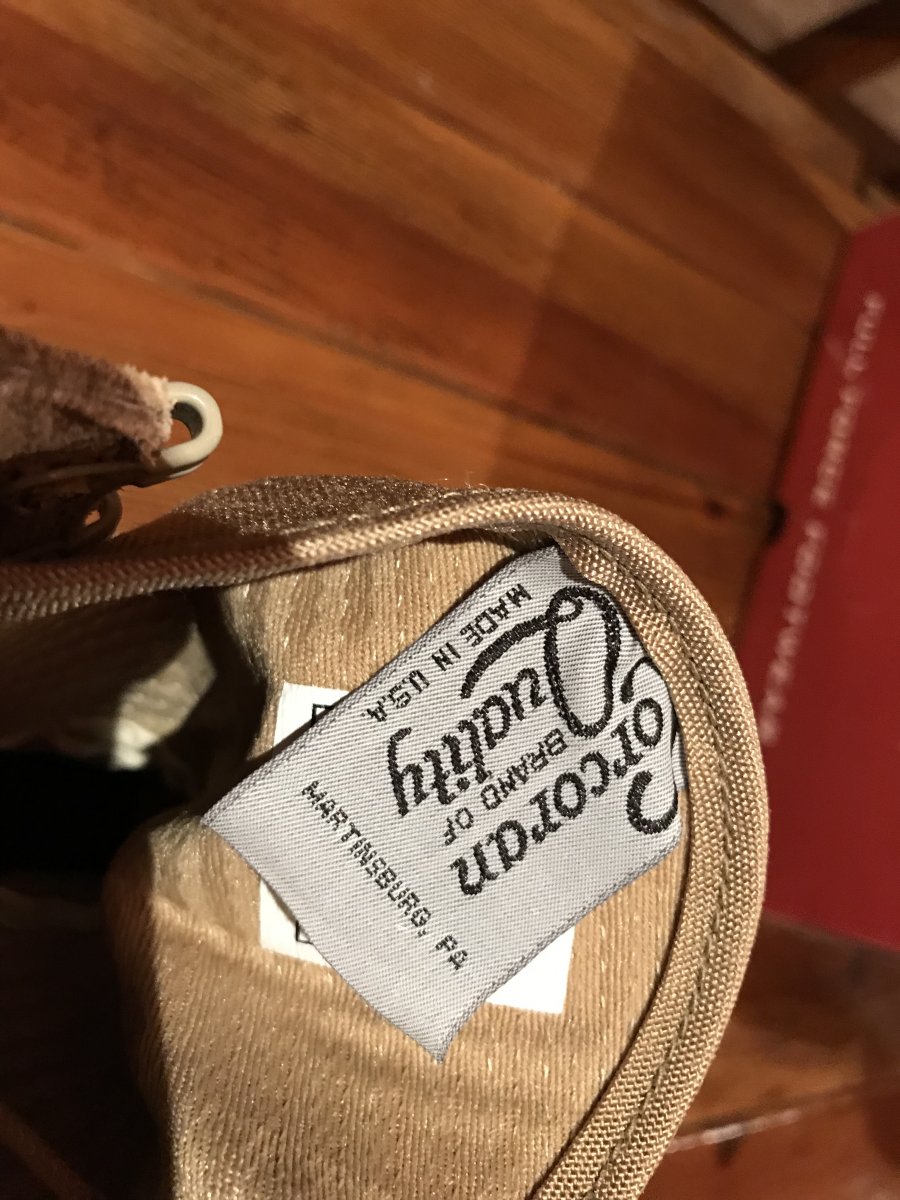 Corcoran
BRAND OF
Quality
MADE IN U.S.A.
MARTINSBURG, PA